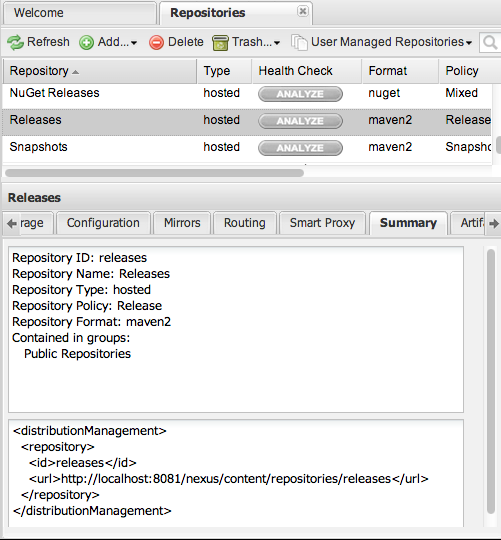 Welcome Repositories
Refresh Add... Delete Trash... User Managed Repositories
Repository Type Health Check Format Policy
NuGet Releases hosted ANALYZE nuget Mixed
Releases hosted ANALYZE maven2 Release
Snapshots hosted ANALYZE maven2 Snapsho
Releases
rage Configuration Mirrors Routing Smart Proxy Summary Artifa
Repository ID: releases
Repository Name: Releases
Repository Type: hosted
Repository Policy: Release
Repository Format: maven2
Contained in groups:
Public Repositories
<distributionManagement>
<repository>
<id>releases</id>
<url>http://localhost:8081/nexus/content/repositories/releases</url>
</repository>
</distributionManagement>